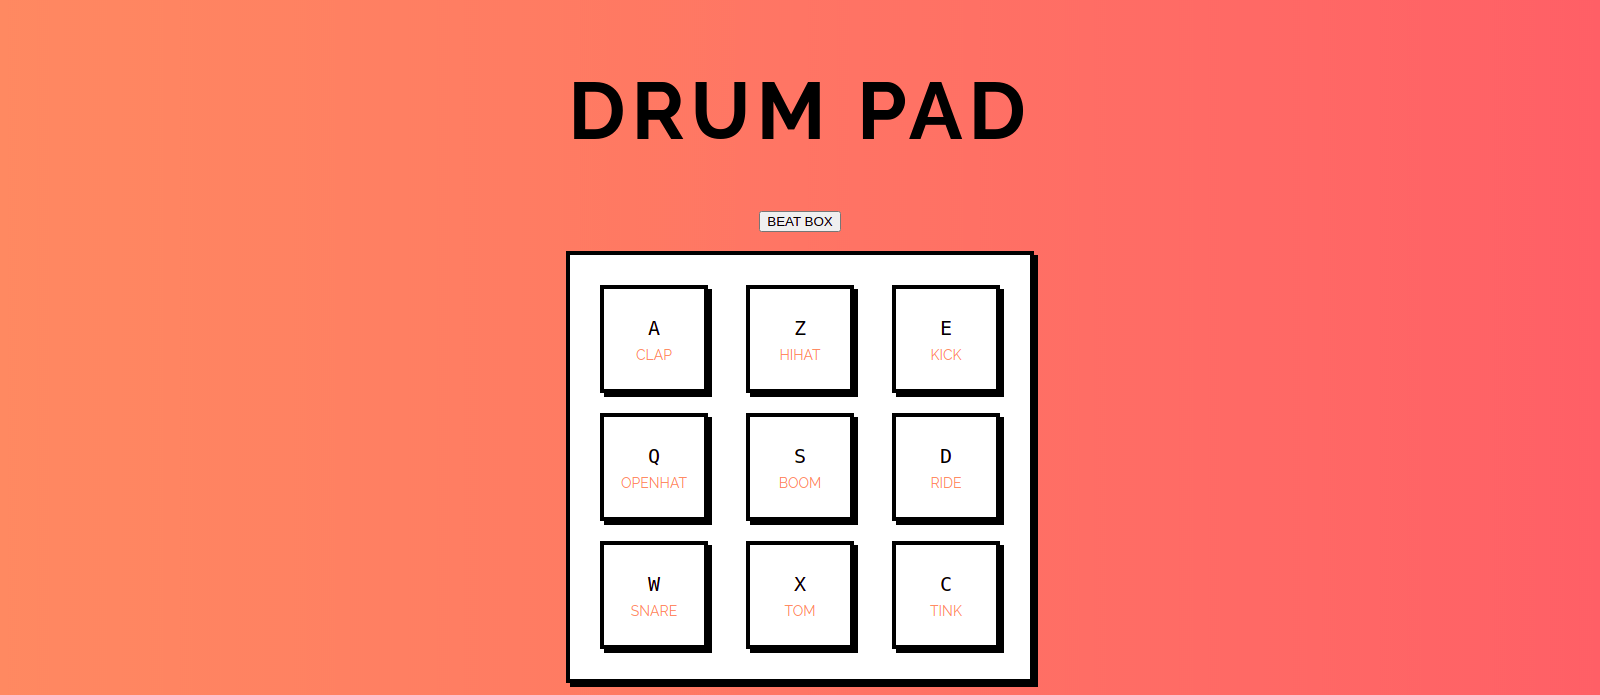 DRUM PAD
BEAT BOX
A Z E
CLAP HIHAT KICK
Q S D
OPENHAT BOOM RIDE
W X C
SNARE TOM TINK